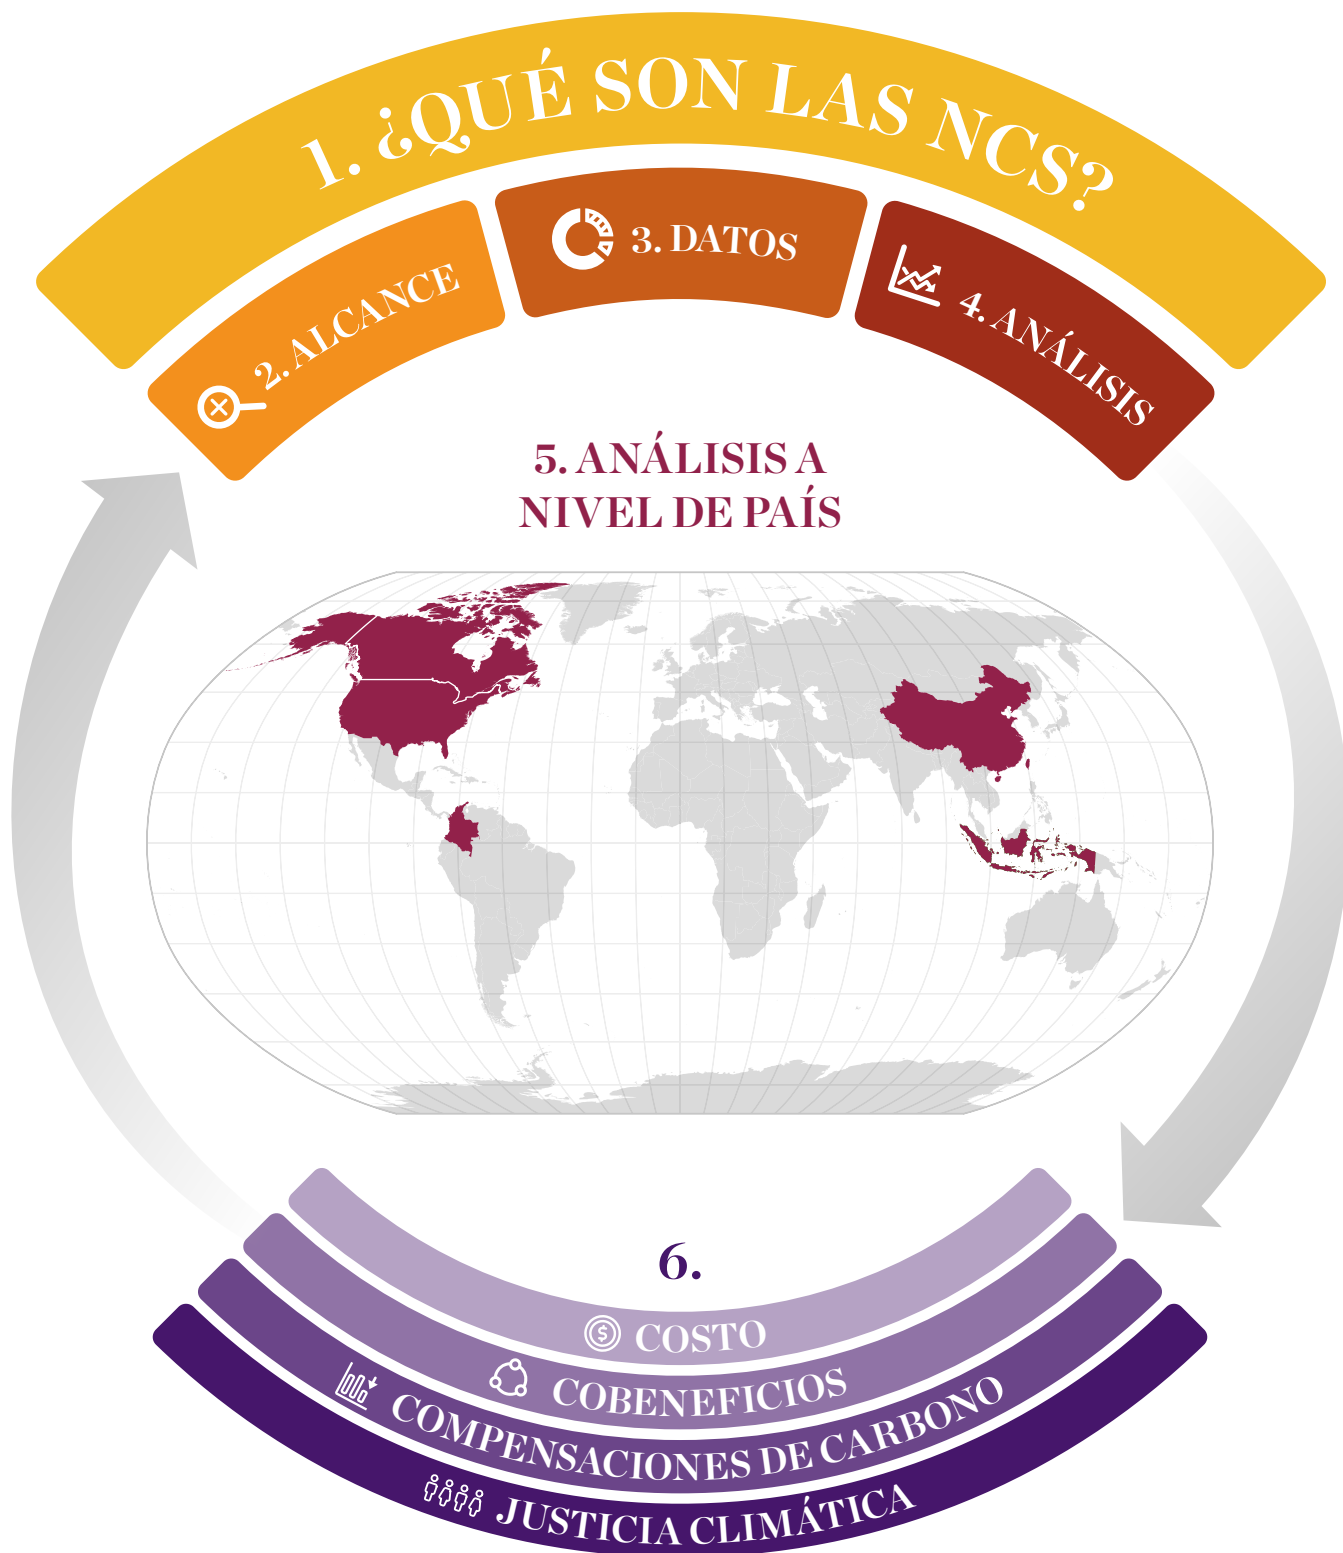 1. ¿QUÉ SON LAS NCS?
2. ALCANCE
3. DATOS
4. ANÁLISIS
5. ANÁLISIS A
NIVEL DE PAÍS
6.
COSTO
COBENEFICIOS
COMPENSACIONES DE CARBONO
JUSTICIA CLIMÁTICA